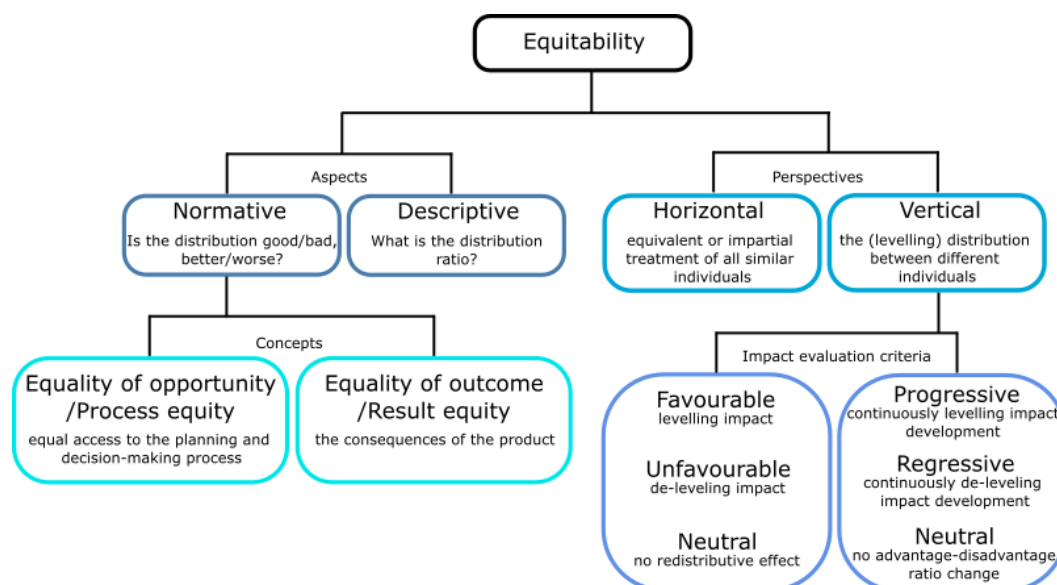 Equitability
Aspects
Perspectives
Normative
Is the distribution good/bad,
better/worse?
Descriptive
What is the distribution
ratio?
Horizontal
equivalent or impartial
treatment of all similar
individuals
Vertical
the (levelling) distribution
between different
individuals
Concepts
Impact evaluation criteria
Equality of opportunity
/Process equity
equal access to the planning and
decision-making process
Equality of outcome
/Result equity
the consequences of the product
Favourable
levelling impact
Unfavourable
de-leveling impact
Neutral
no redistributive effect
Progressive
continuously levelling impact
development
Regressive
continuously de-leveling
impact development
Neutral
no advantage-disadvantage
ratio change